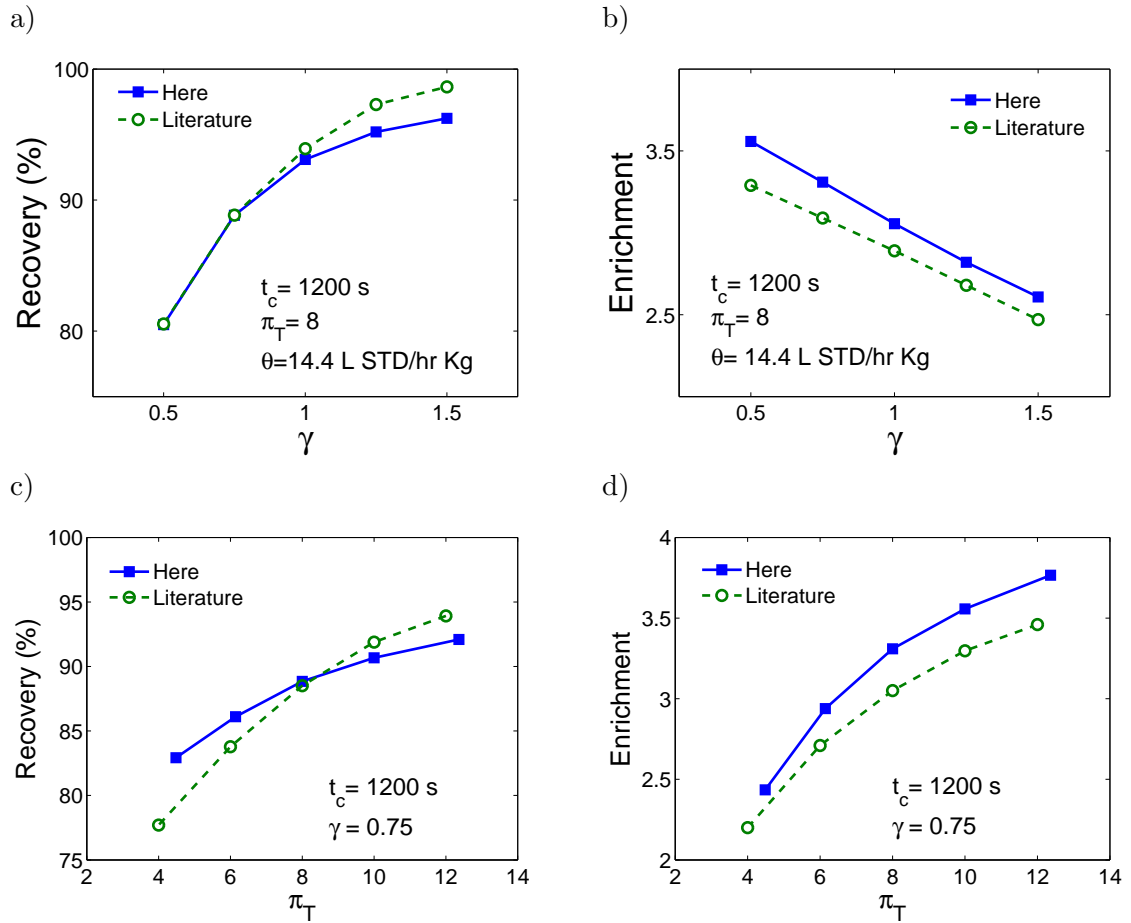 a)
100
90
80
0.5
1
1.5
Recovery (%)
γ
Here
Literature
t_c= 1200 s
π_T= 8
θ=14.4 L STD/hr Kg
b)
3.5
2.5
0.5
1
1.5
Enrichment
γ
Here
Literature
t_c= 1200 s
π_T= 8
θ= 14.4 L STD/hr Kg
c)
100
95
90
85
80
75
2
4
6
8
10
12
14
Recovery (%)
π_T
Here
Literature
t_c= 1200 s
γ = 0.75
d)
4
3.5
3
2.5
2
2
4
6
8
10
12
14
Enrichment
π_T
Here
Literature
t_c= 1200 s
γ = 0.75